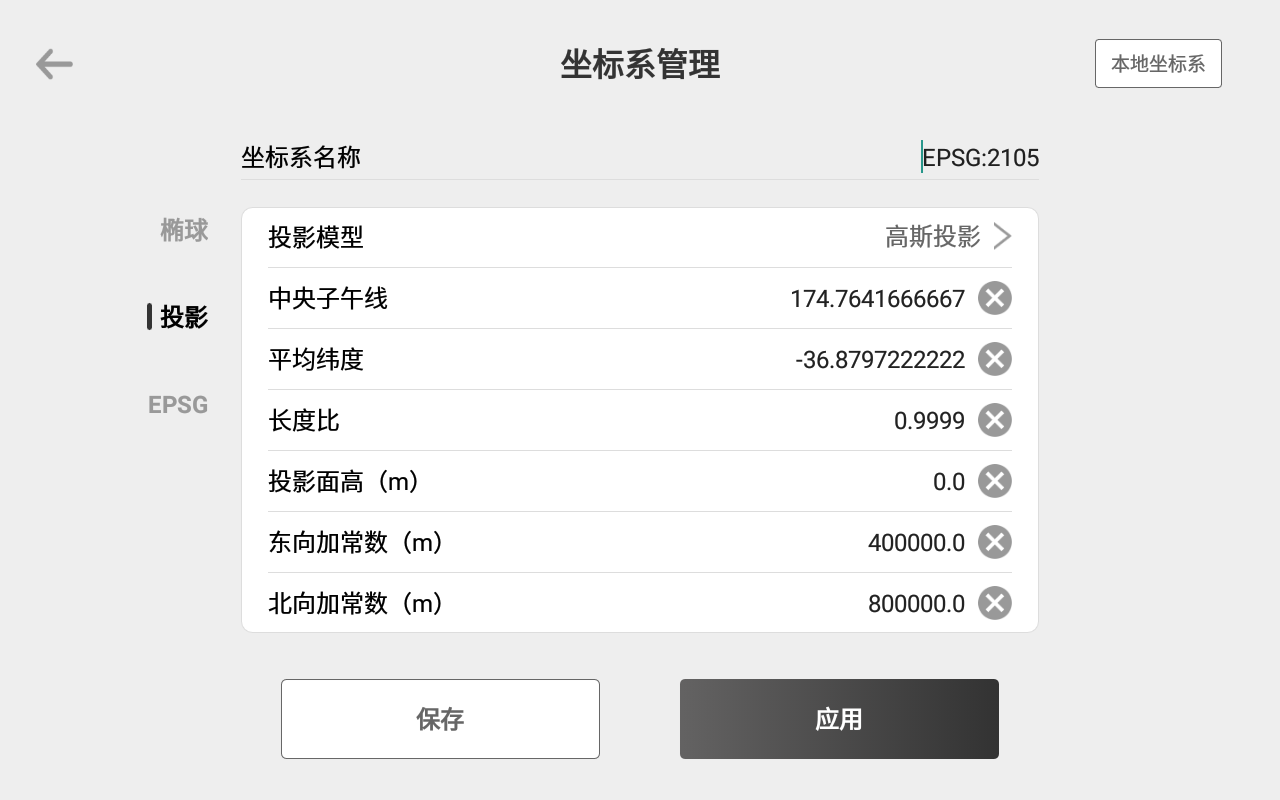 坐标系管理
本地坐标系
坐标系名称 EPSG:2105
椭球
投影
EPSG
投影模型 高斯投影
中央子午线 174.7641666667
平均纬度 -36.8797222222
长度比 0.9999
投影面高（m） 0.0
东向加常数（m） 400000.0
北向加常数（m） 800000.0
保存
应用